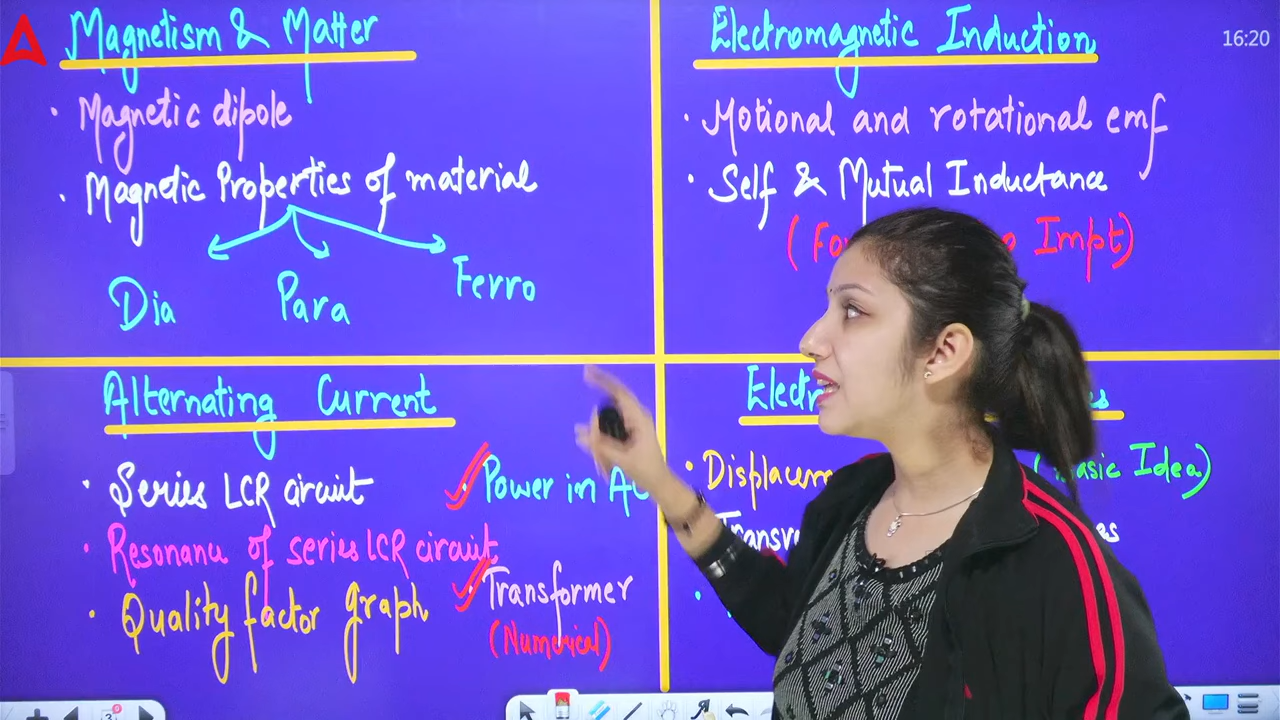 Magnetism & Matter
• Magnetic dipole
• Magnetic Properties of material
Dia Para Ferro
Electromagnetic Induction
16:20
• Motional and rotational emf
• Self & Mutual Inductance
Impt)
Alternating Current
• Series LCR circuit
• Resonance of series LCR circuit
• Quality factor graph
• Power in AC
• Transformer
(Numerical)
• Idea)